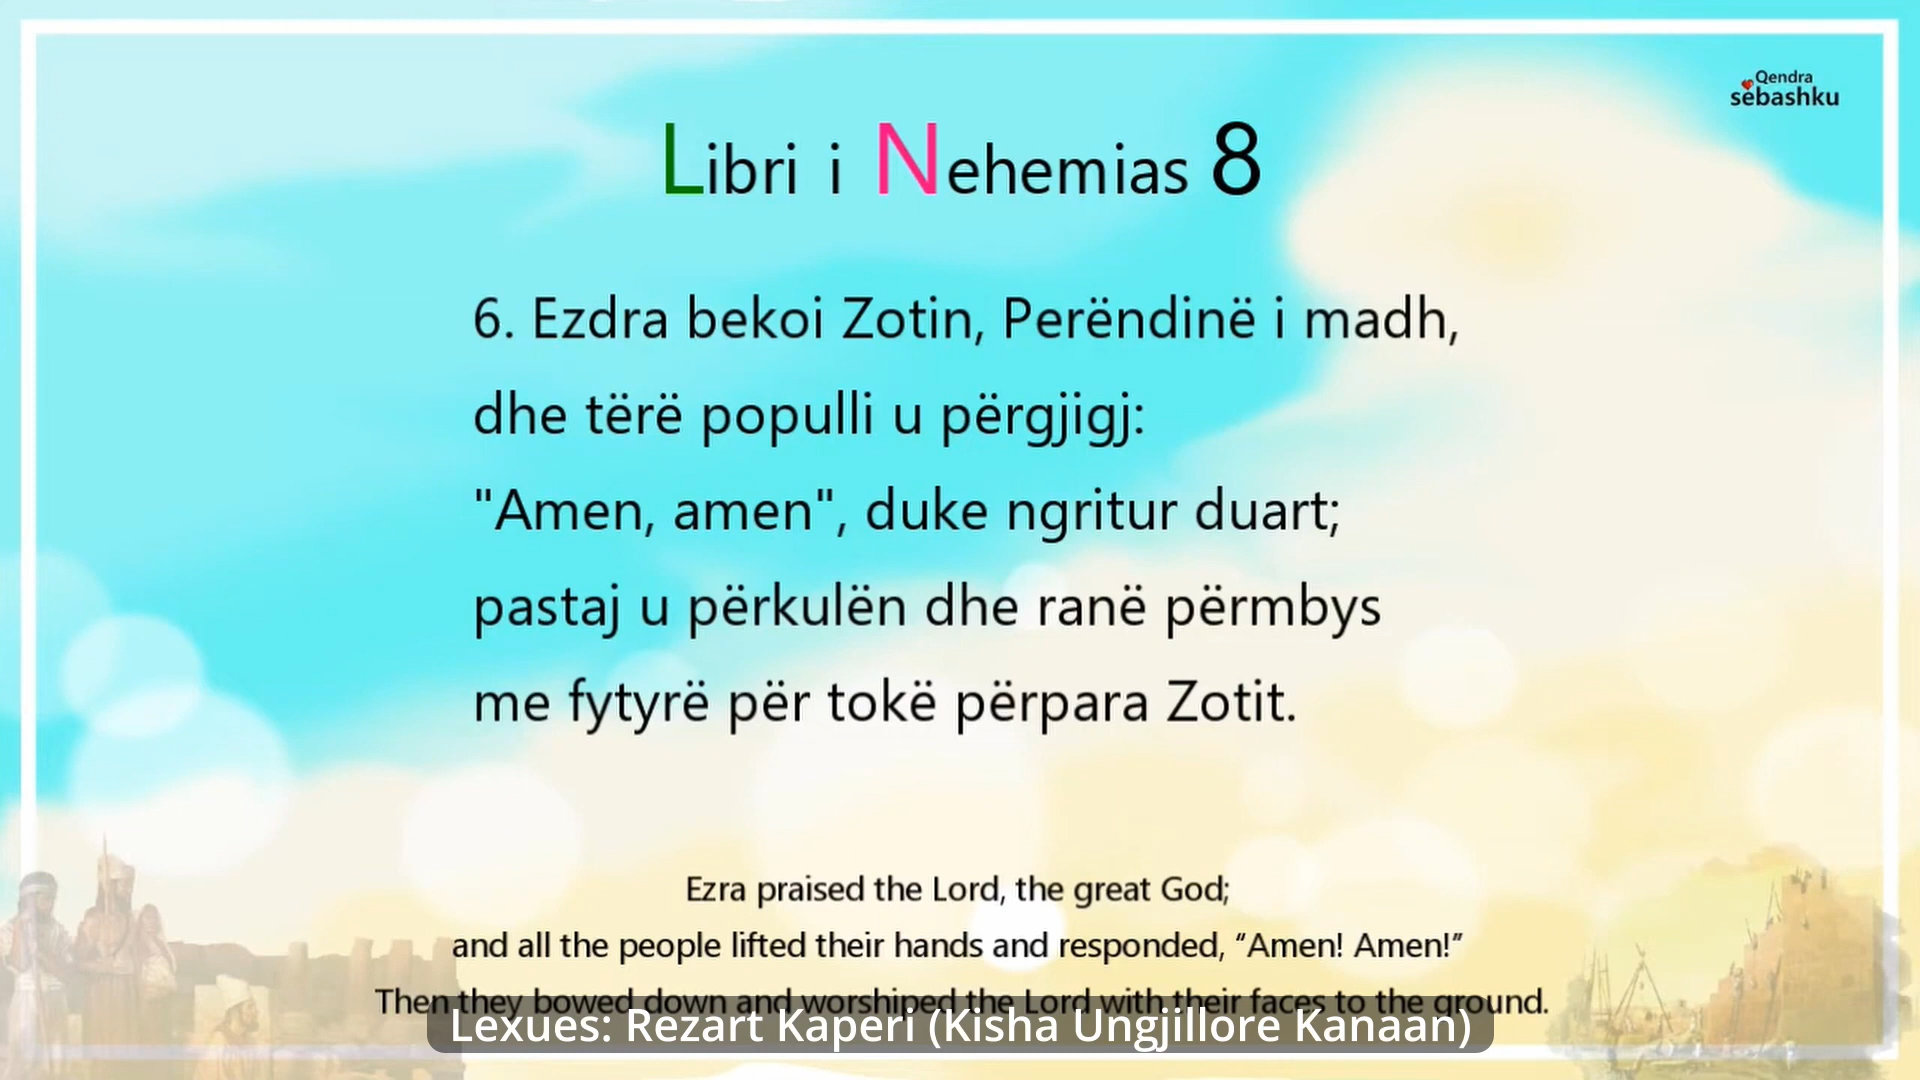 Qendra
sëbashku
Libri i Nehemias 8
6. Ezdra bekoi Zotin, Perëndinë i madh,
dhe tërë populli u përgjigj:
"Amen, amen", duke ngritur duart;
pastaj u përkulën dhe ranë përmbys
me fytyrë për tokë përpara Zotit.
Ezra praised the Lord, the great God;
and all the people lifted their hands and responded, “Amen! Amen!”
Then they bowed down and worshiped the Lord with their faces to the ground.
Lexues: Rezart Kaperi (Kisha Ungjillore Kanaan)